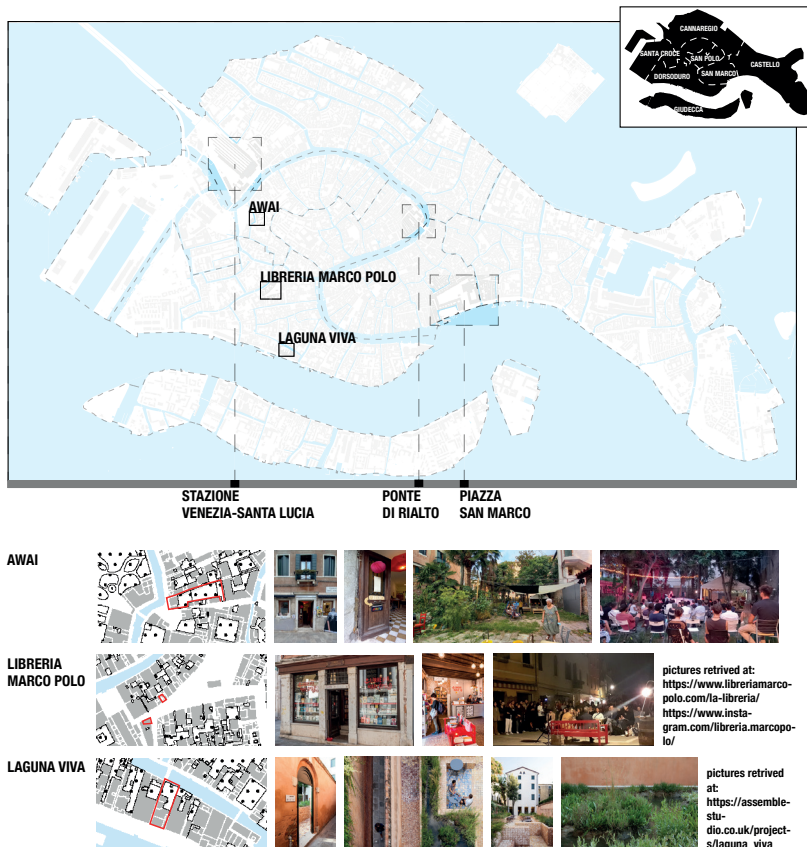 CANNAREGIO
SANTA CROCE
SAN POLO
CASTELLO
DORSODURO
SAN MARCO
GIUDECCA
AWAI
LIBRERIA MARCO POLO
LAGUNA VIVA
STAZIONE
VENEZIA-SANTA LUCIA
PONTE
DI RIALTO
PIAZZA
SAN MARCO
AWAI
LIBRERIA
MARCO POLO
pictures retrived at:
https://www.libreriamarco-
polo.com/la-libreria/
https://www.insta-
gram.com/libreria.marcopo-
lo/
LAGUNA VIVA
pictures retrived
at:
https://assemble-
stu-
dio.co.uk/project-
s/laguna_viva